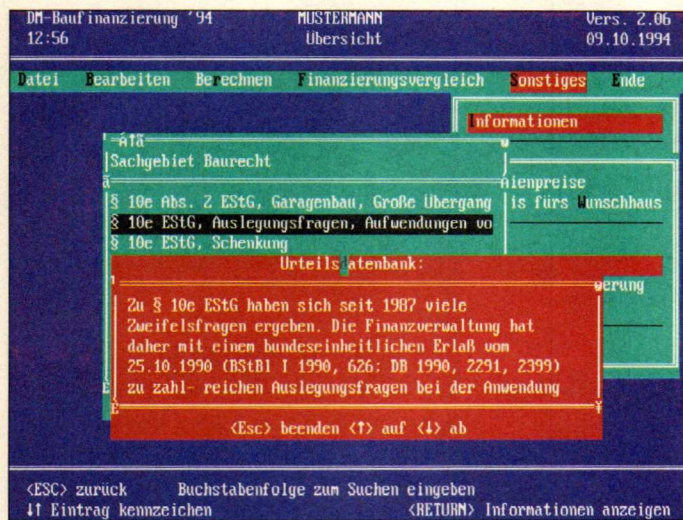 DM-Baufinanzierung '94 MUSTERMANN Vers. 2.06
12:56 Übersicht 09.10.1994
Datei Bearbeiten Berechnen Finanzierungsvergleich Sonstiges Ende
Informationen
Sachgebiet Baurecht
§ 10e Abs. 2 EStG, Garagenbau, Große Übergang
§ 10e EStG, Auslegungsfragen, Aufwendungen vo
§ 10e EStG, Schenkung
ienpreise
is fürs Wunschhaus
Urteilsdatenbank:
erung
Zu § 10e EStG haben sich seit 1987 viele
Zweifelsfragen ergeben. Die Finanzverwaltung hat
daher mit einem bundeseinheitlichen Erlaß vom
25.10.1990 (BStBl I 1990, 626: DB 1990, 2291, 2399)
zu zahl- reichen Auslegungsfragen bei der Anwendung
<Esc> beenden <↑> auf <↓> ab
<ESC> zurück Buchstabenfolge zum Suchen eingeben
↓↑ Eintrag kennzeichen <RETURN> Informationen anzeigen